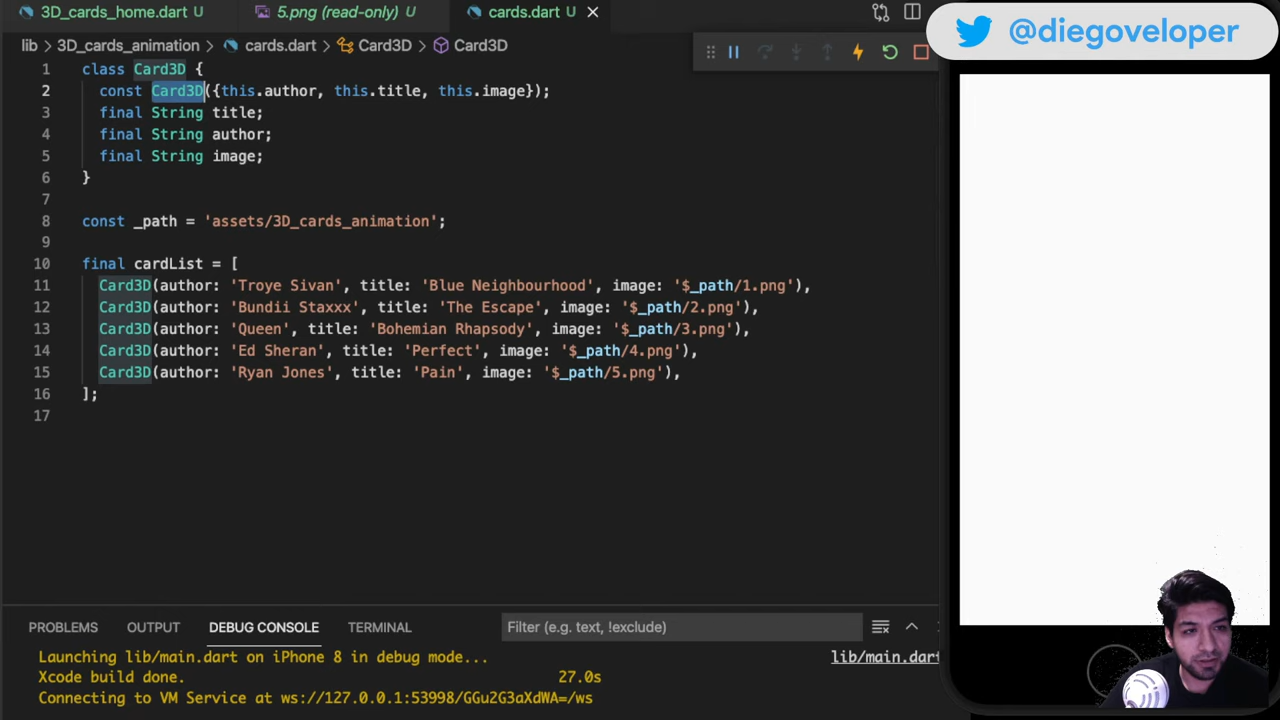 3D_cards_home.dart U
5.png (read-only) U
cards.dart U
@diegoveloper
lib > 3D_cards_animation > cards.dart > Card3D > Card3D
1 class Card3D {
2 const Card3D({this.author, this.title, this.image});
3 final String title;
4 final String author;
5 final String image;
6 }
7
8 const _path = 'assets/3D_cards_animation';
9
10 final cardList = [
11 Card3D(author: 'Troye Sivan', title: 'Blue Neighbourhood', image: '$_path/1.png'),
12 Card3D(author: 'Bundii Staxxx', title: 'The Escape', image: '$_path/2.png'),
13 Card3D(author: 'Queen', title: 'Bohemian Rhapsody', image: '$_path/3.png'),
14 Card3D(author: 'Ed Sheran', title: 'Perfect', image: '$_path/4.png'),
15 Card3D(author: 'Ryan Jones', title: 'Pain', image: '$_path/5.png'),
16 ];
17
PROBLEMS OUTPUT DEBUG CONSOLE TERMINAL Filter (e.g. text, !exclude)
Launching lib/main.dart on iPhone 8 in debug mode... lib/main.dart
Xcode build done. 27.0s
Connecting to VM Service at ws://127.0.0.1:53998/GGu2G3aXdWA=/ws